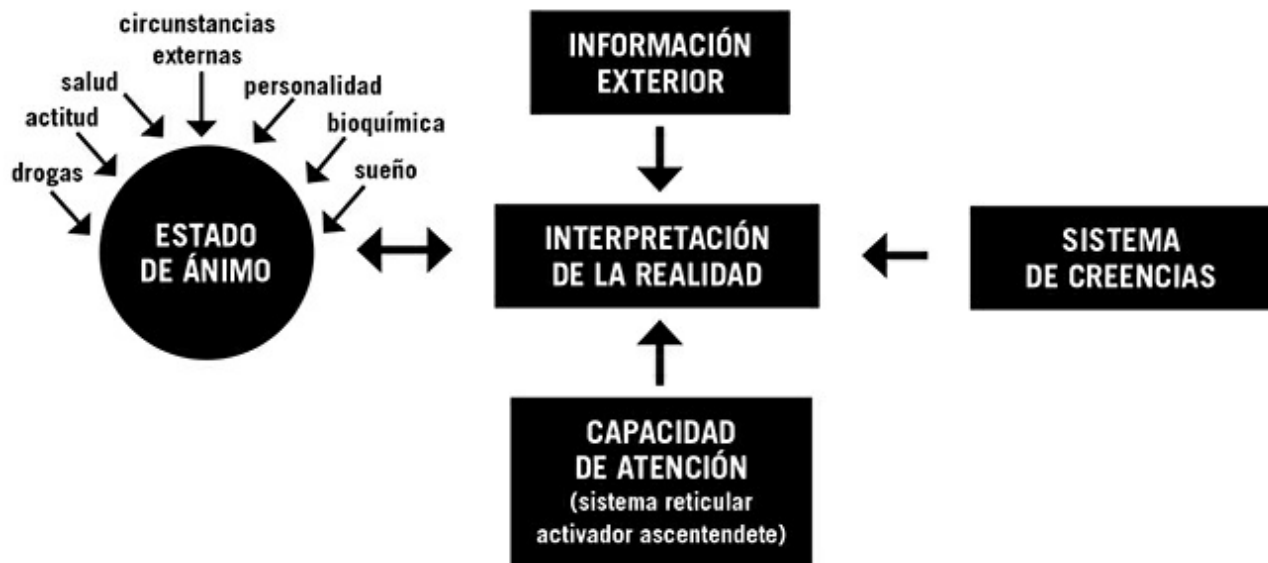 circunstancias
externas
salud
personalidad
actitud
bioquímica
drogas
sueño
ESTADO
DE ÁNIMO
INFORMACIÓN
EXTERIOR
INTERPRETACIÓN
DE LA REALIDAD
SISTEMA
DE CREENCIAS
CAPACIDAD
DE ATENCIÓN
(sistema reticular
activador ascentendete)